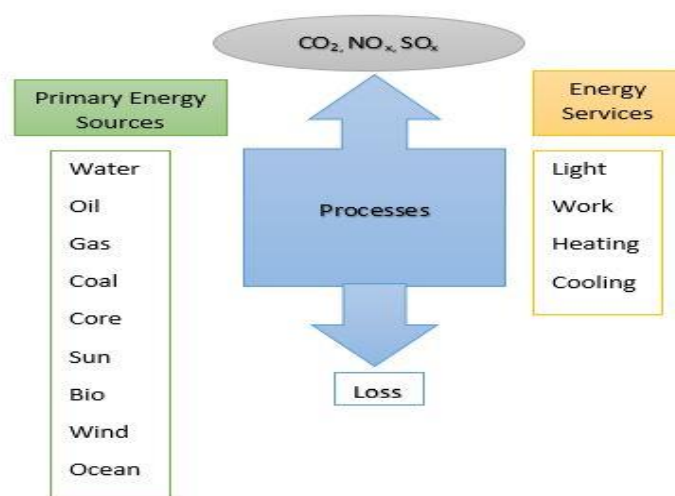 CO₂, NOₓ, SOₓ
Primary Energy
Sources
Water
Oil
Gas
Coal
Core
Sun
Bio
Wind
Ocean
Processes
Loss
Energy
Services
Light
Work
Heating
Cooling